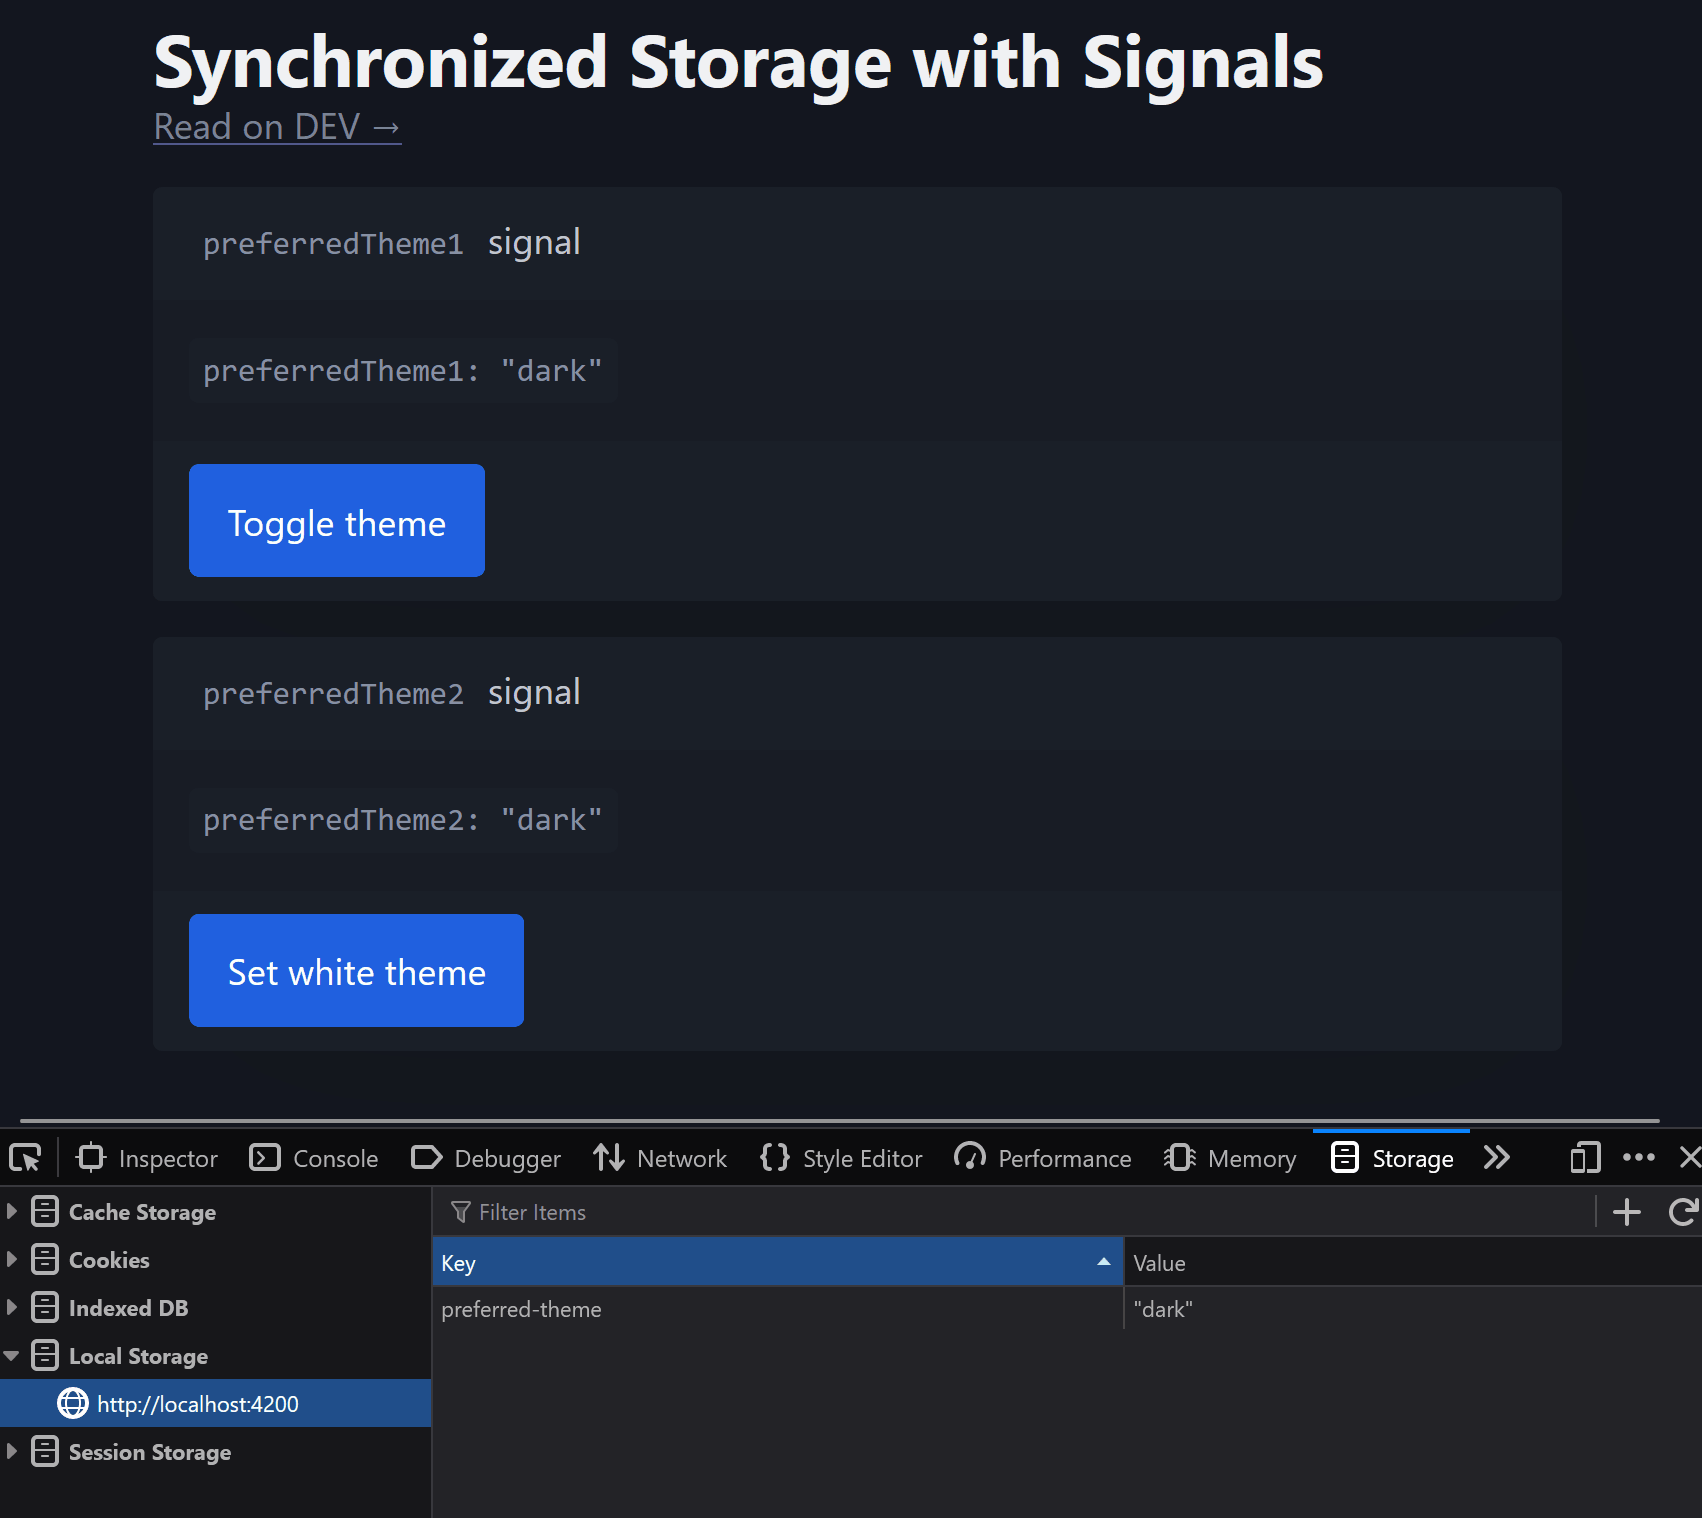 Synchronized Storage with Signals
Read on DEV →
preferredTheme1 signal
preferredTheme1: "dark"
Toggle theme
preferredTheme2 signal
preferredTheme2: "dark"
Set white theme
Inspector Console Debugger Network Style Editor Performance Memory Storage
Cache Storage
Cookies
Indexed DB
Local Storage
http://localhost:4200
Session Storage
Filter Items
Key Value
preferred-theme "dark"